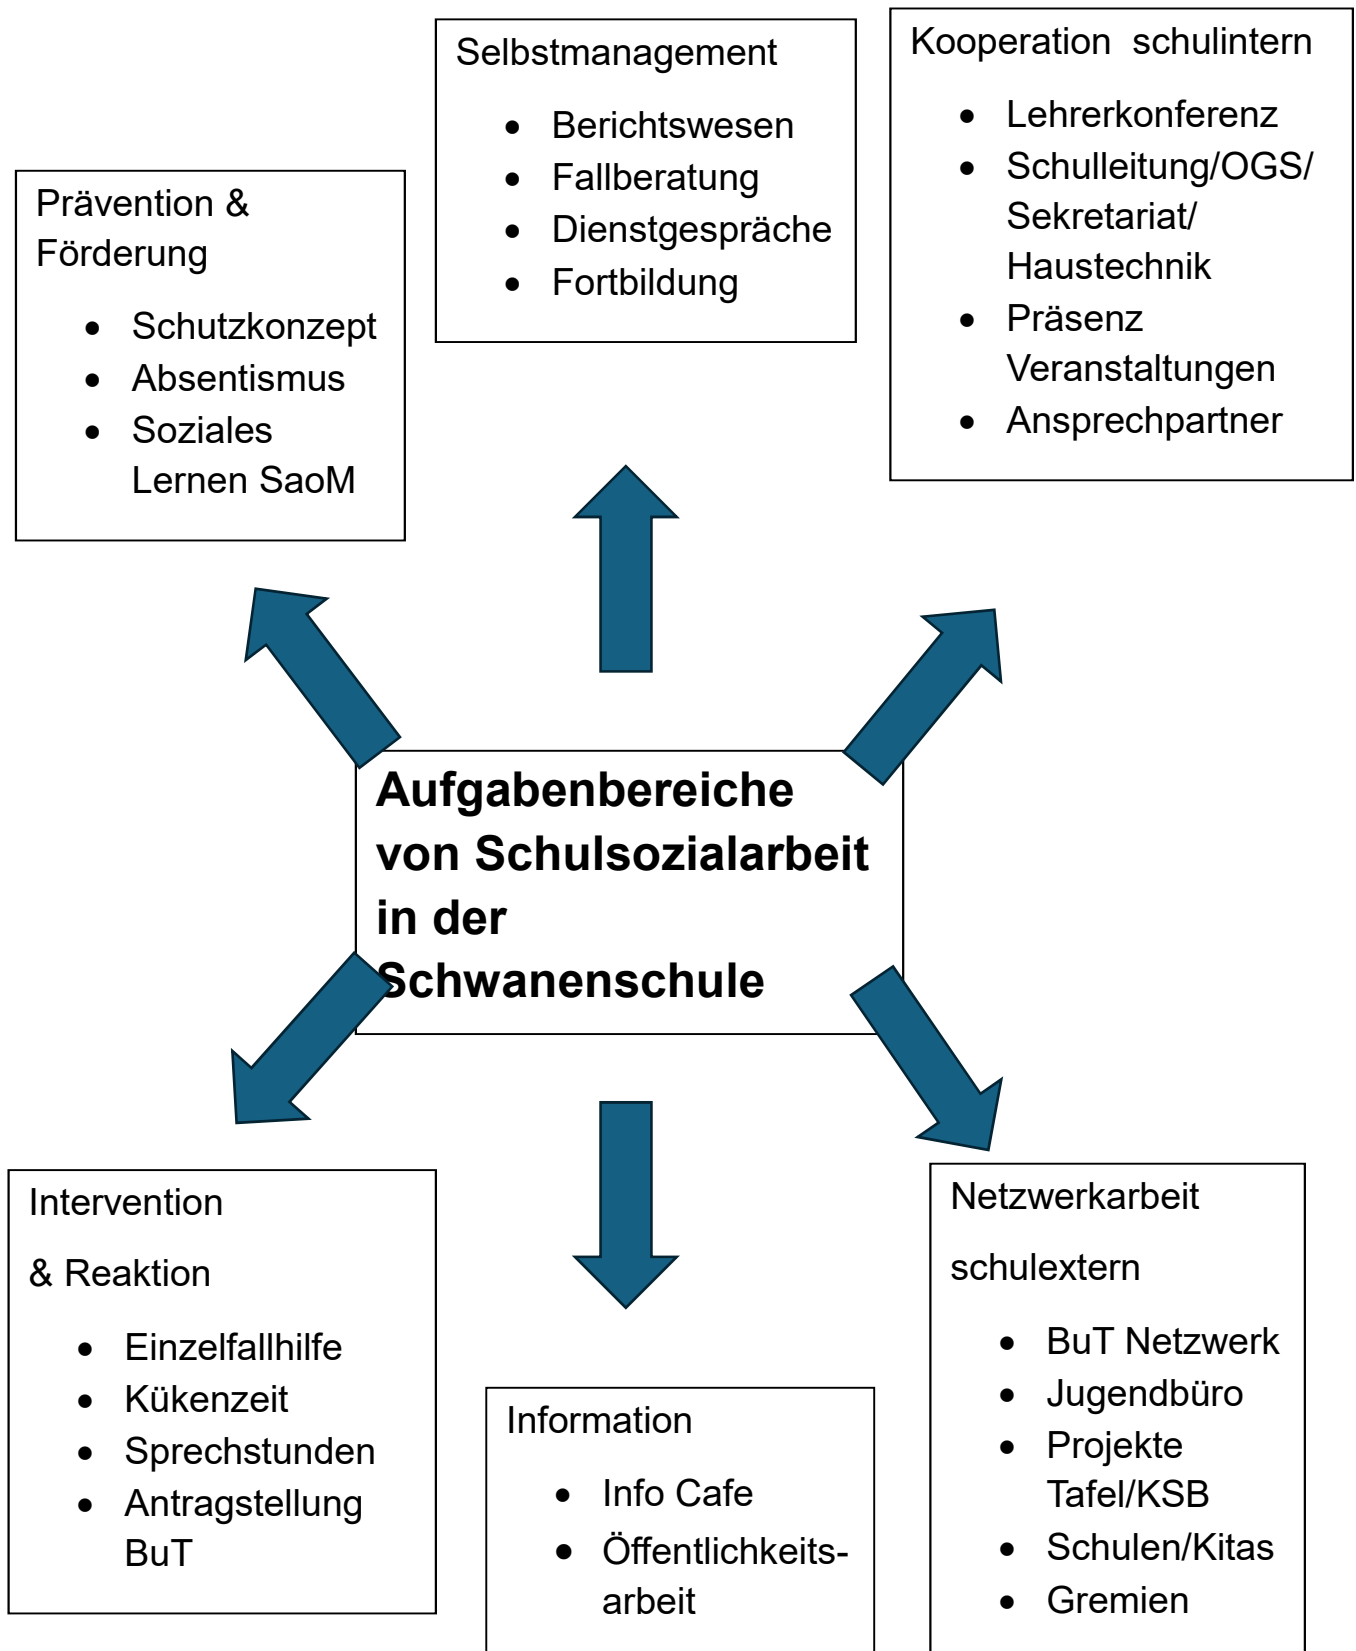 Selbstmanagement
• Berichtswesen
• Fallberatung
• Dienstgespräche
• Fortbildung
Kooperation  schulintern
• Lehrerkonferenz
• Schulleitung/OGS/
Sekretariat/
Haustechnik
• Präsenz
Veranstaltungen
• Ansprechpartner
Prävention &
Förderung
• Schutzkonzept
• Absentismus
• Soziales
Lernen SaoM
Aufgabenbereiche
von Schulsozialarbeit
in der
Schwanenschule
Intervention
& Reaktion
• Einzelfallhilfe
• Kükenzeit
• Sprechstunden
• Antragstellung
BuT
Information
• Info Cafe
• Öffentlichkeits-
arbeit
Netzwerkarbeit
schulextern
• BuT Netzwerk
• Jugendbüro
• Projekte
Tafel/KSB
• Schulen/Kitas
• Gremien